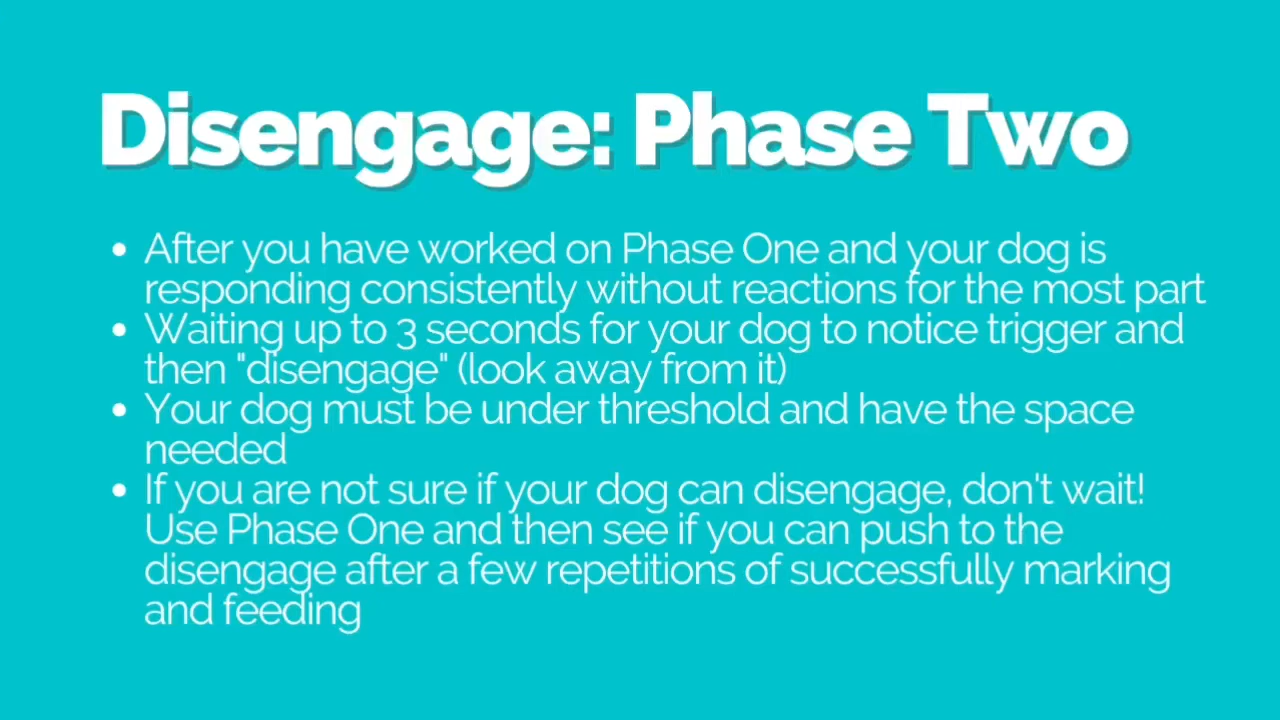 Disengage: Phase Two
• After you have worked on Phase One and your dog is
responding consistently without reactions for the most part
• Waiting up to 3 seconds for your dog to notice trigger and
then "disengage" (look away from it)
• Your dog must be under threshold and have the space
needed
• If you are not sure if your dog can disengage, don't wait!
Use Phase One and then see if you can push to the
disengage after a few repetitions of successfully marking
and feeding